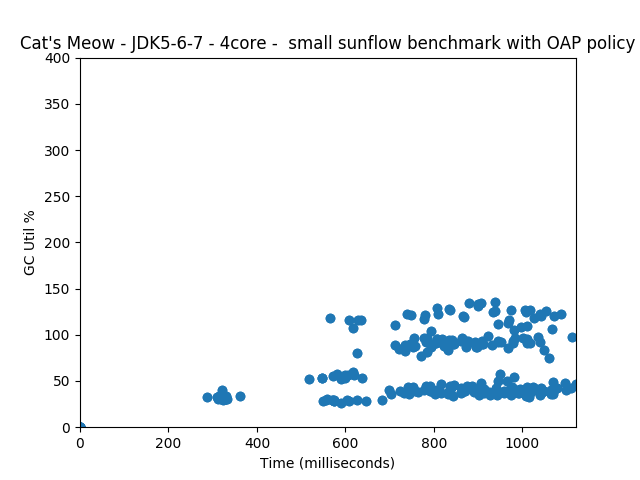 Cat's Meow - JDK5-6-7 - 4core -  small sunflow benchmark with OAP policy
400
350
300
250
200
150
100
50
0
GC Util %
0 200 400 600 800 1000
Time (milliseconds)